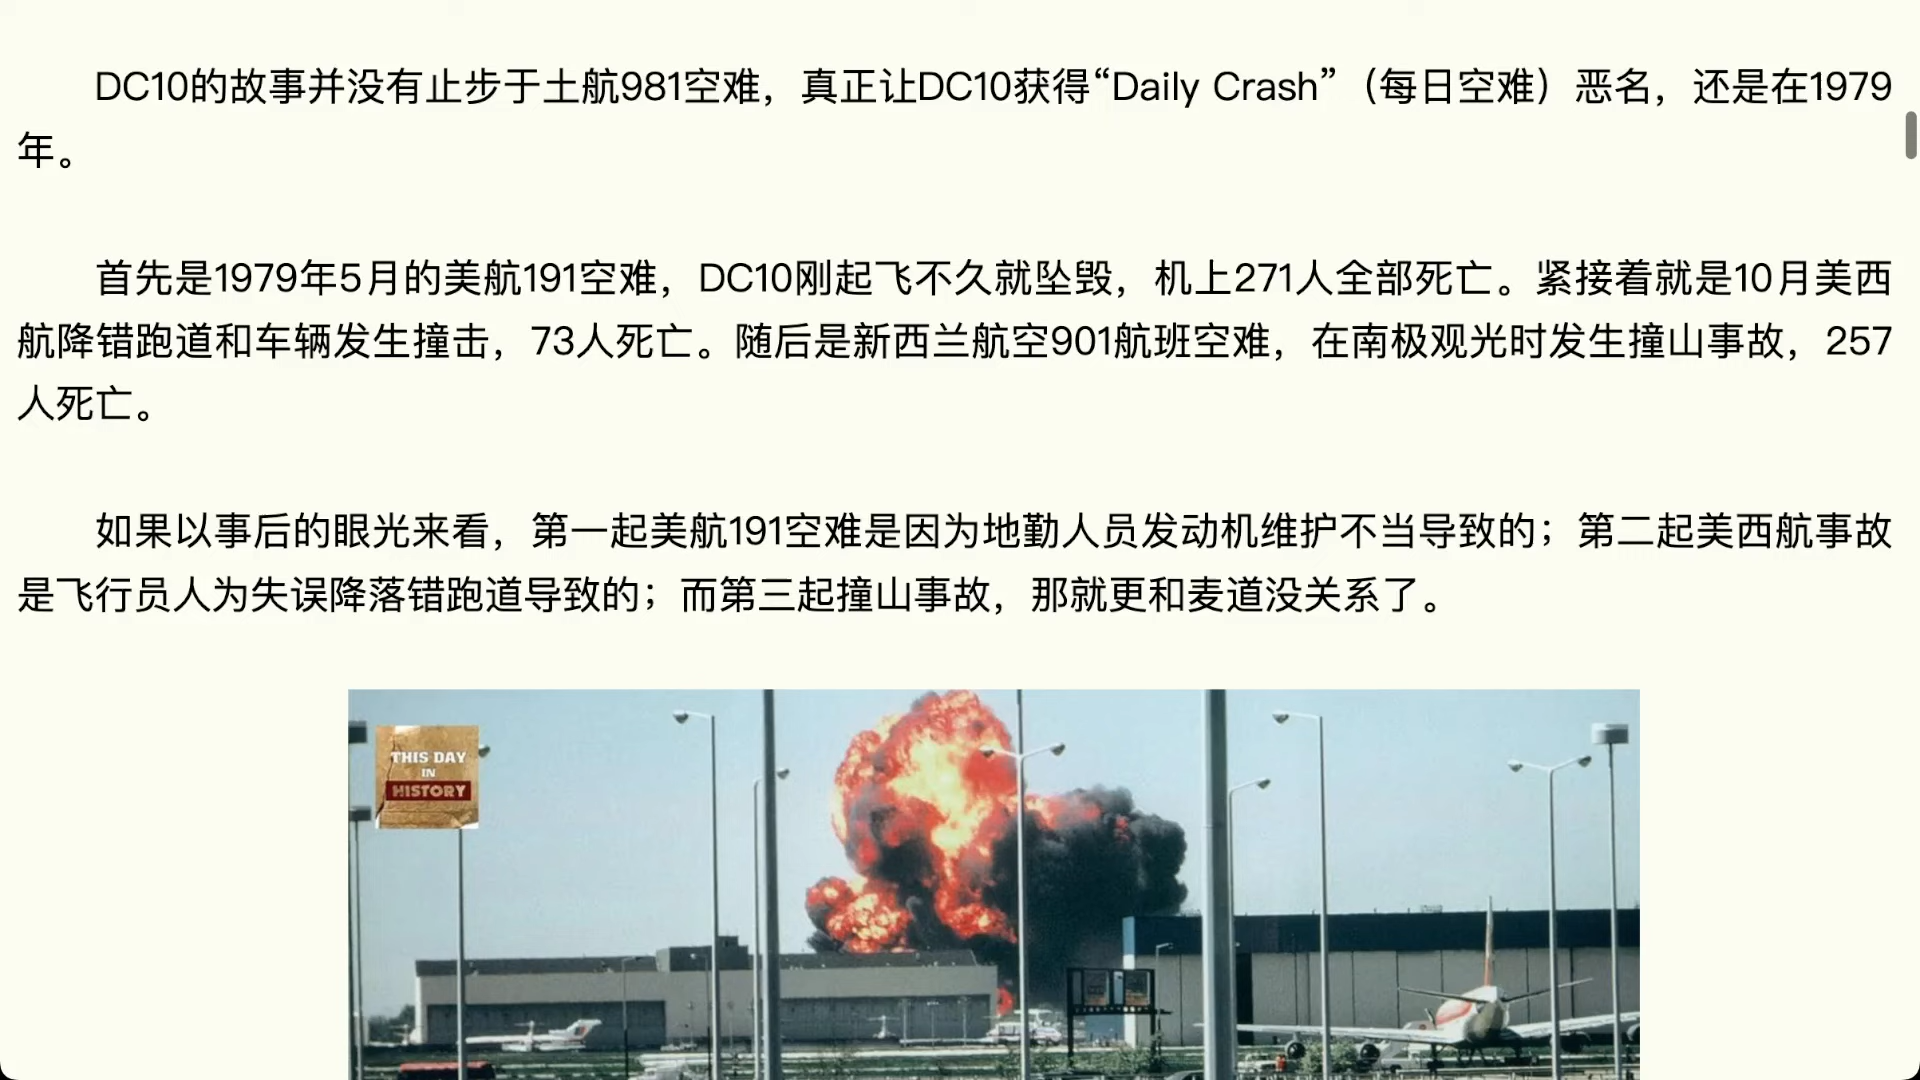 DC10的故事并没有止步于土航981空难，真正让DC10获得“Daily Crash”（每日空难）恶名，还是在1979
年。
首先是1979年5月的美航191空难，DC10刚起飞不久就坠毁，机上271人全部死亡。紧接着就是10月美西
航降错跑道和车辆发生撞击，73人死亡。随后是新西兰航空901航班空难，在南极观光时发生撞山事故，257
人死亡。
如果以事后的眼光来看，第一起美航191空难是因为地勤人员发动机维护不当导致的；第二起美西航事故
是飞行员人为失误降落错跑道导致的；而第三起撞山事故，那就更和麦道没关系了。
THIS DAY
IN
HISTORY